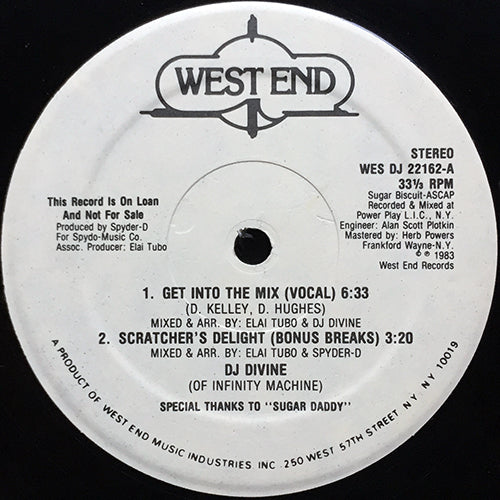 WEST END
STEREO
WES DJ 22162-A
33⅓ RPM
Sugar Biscuit-ASCAP
Recorded & Mixed at
Power Play L.I.C., N.Y.
Engineer: Alan Scott Plotkin
Mastered by: Herb Powers
Frankford Wayne-N.Y.
© ℗ 1983
West End Records
This Record Is On Loan
And Not For Sale
Produced by Spyder-D
For Spydo-Music Co.
Assoc. Producer: Elai Tubo
1. GET INTO THE MIX (VOCAL) 6:33
(D. KELLEY, D. HUGHES)
MIXED & ARR. BY: ELAI TUBO & DJ DIVINE
2. SCRATCHER'S DELIGHT (BONUS BREAKS) 3:20
MIXED & ARR. BY: ELAI TUBO & SPYDER-D
DJ DIVINE
(OF INFINITY MACHINE)
SPECIAL THANKS TO "SUGAR DADDY"
A PRODUCT OF WEST END MUSIC INDUSTRIES INC. 250 WEST 57TH STREET NY, NY 10019